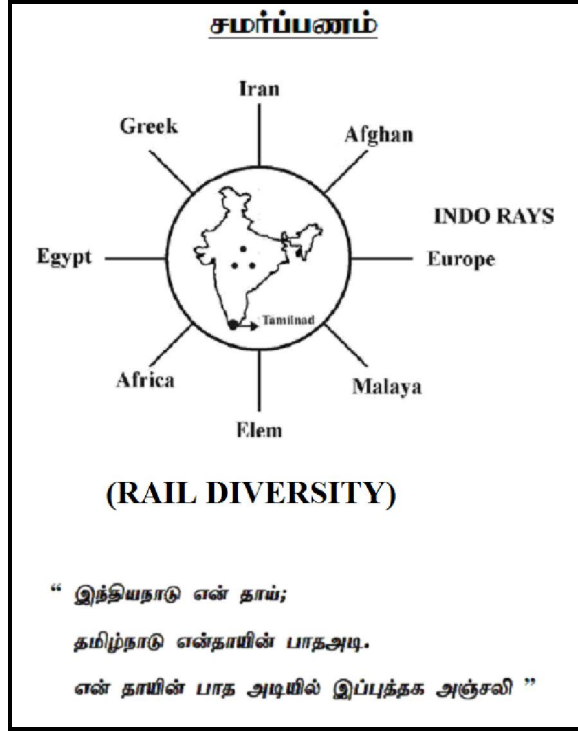 சமர்ப்பணம்
Iran
Greek
Afghan
INDO RAYS
Egypt
Europe
Tamilnad
Africa
Malaya
Elem
(RAIL DIVERSITY)
“ இந்தியநாடு என் தாய்;
தமிழ்நாடு என்தாயின் பாதஅடி.
என் தாயின் பாத அடியில் இப்புத்தக அஞ்சலி ”